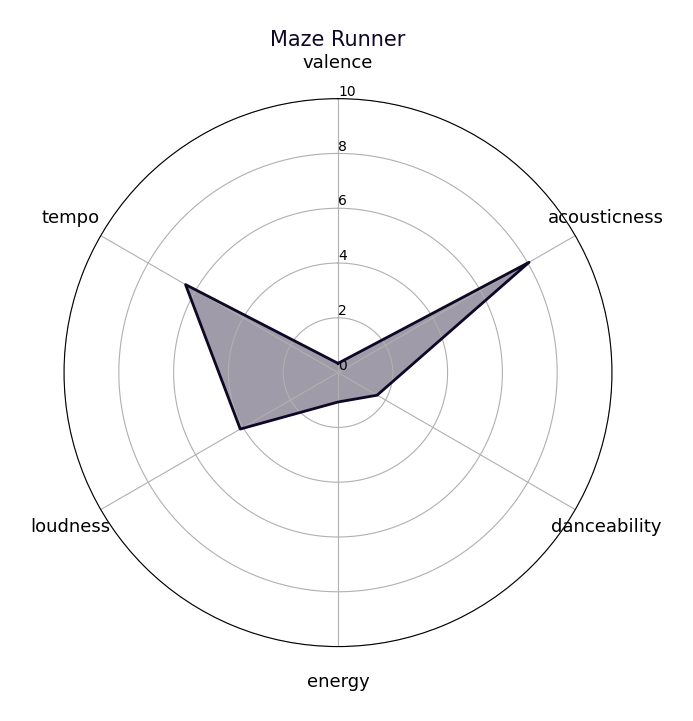 Maze Runner
valence
10
8
tempo
acousticness
6
4
2
0
loudness
danceability
energy